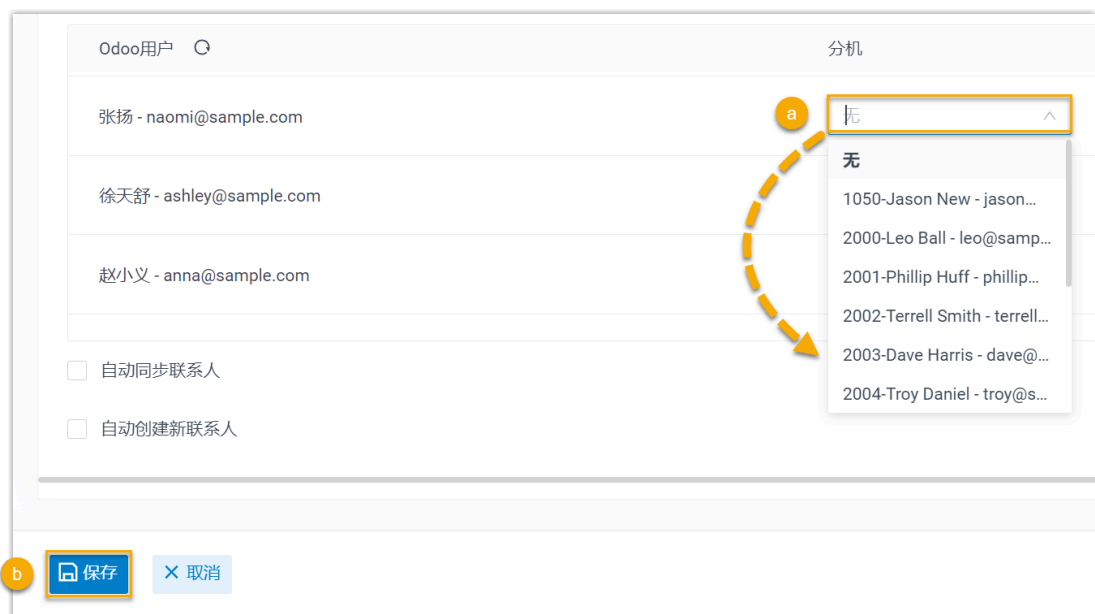 Odoo用户 分机
张扬 - naomi@sample.com a 无
无
徐天舒 - ashley@sample.com 1050-Jason New - jason...
2000-Leo Ball - leo@samp...
赵小义 - anna@sample.com 2001-Phillip Huff - phillip...
2002-Terrell Smith - terrell...
2003-Dave Harris - dave@...
自动同步联系人
2004-Troy Daniel - troy@s...
自动创建新联系人
b 保存 取消